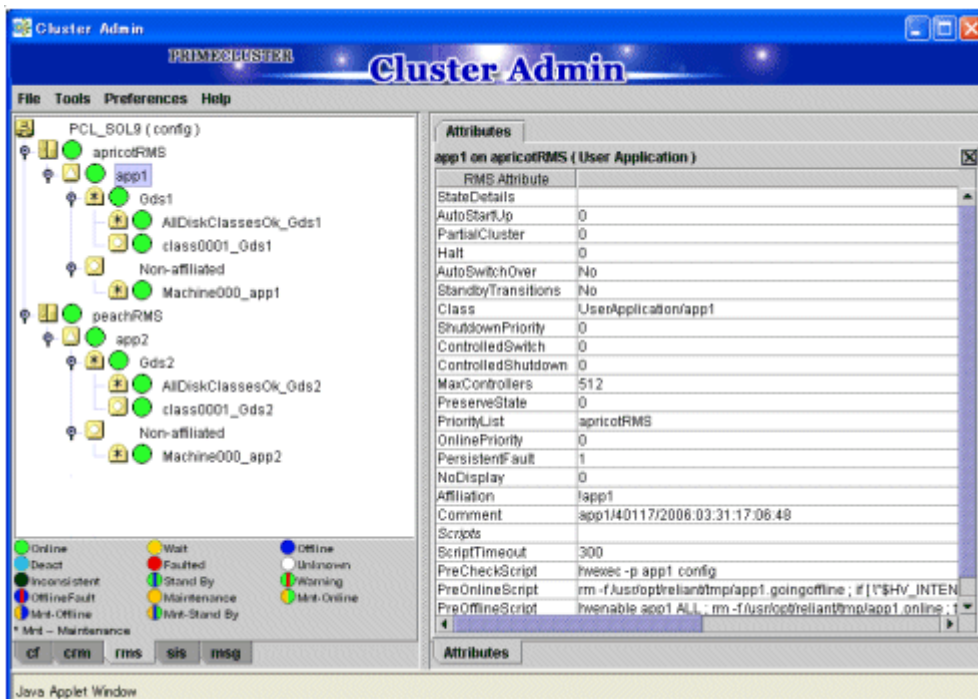 Cluster Admin
PRIMECLUSTER
Cluster Admin
File Tools Preferences Help
PCL_SOL9 ( config )
apricotRMS
app1
Gds1
AllDiskClassesOk_Gds1
class0001_Gds1
Non-affiliated
Machine000_app1
peachRMS
app2
Gds2
AllDiskClassesOk_Gds2
class0001_Gds2
Non-affiliated
Machine000_app2
Online Wait Offline
Deact Faulted Unknown
Inconsistent Stand By Warning
OfflineFault Maintenance Mnt-Online
Mnt-Offline Mnt-Stand By
* Mnt – Maintenance
cf crm rms sis msg
Attributes
app1 on apricotRMS ( User Application )
RMS Attribute
StateDetails
AutoStartUp 0
PartialCluster 0
Halt 0
AutoSwitchOver No
StandbyTransitions No
Class UserApplication/app1
ShutdownPriority 0
ControlledSwitch 0
ControlledShutdown 0
MaxControllers 512
PreserveState 0
PriorityList apricotRMS
OnlinePriority 0
PersistentFault 1
NoDisplay 0
Affiliation !app1
Comment app1/40117/2006:03:31:17:06:48
Scripts
ScriptTimeout 300
PreCheckScript hvexec -p app1 config
PreOnlineScript rm -f /usr/opt/reliant/tmp/app1.goingoffline ; if [ \"$HV_INTEN
PreOfflineScript hvenable app1 ALL ; rm -f /usr/opt/reliant/tmp/app1.online ;
Attributes
Java Applet Window